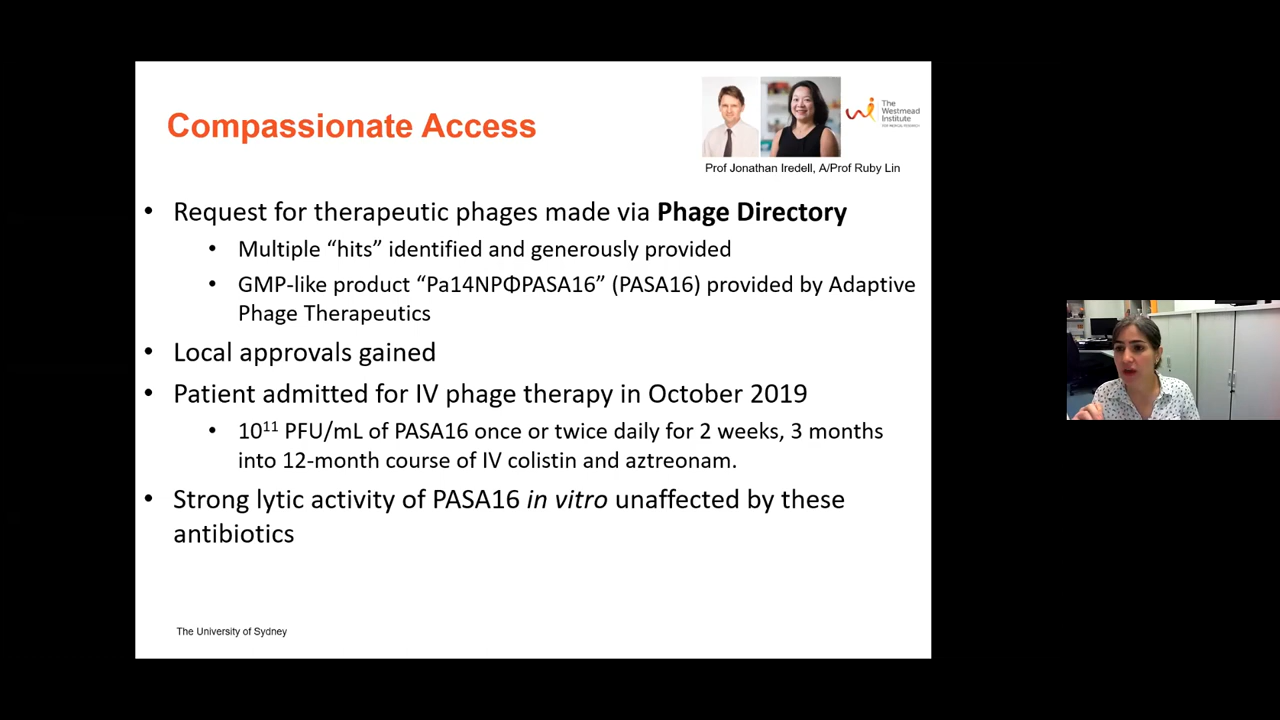 Compassionate Access
The
Westmead
Institute
FOR MEDICAL RESEARCH
Prof Jonathan Iredell, A/Prof Ruby Lin
• Request for therapeutic phages made via Phage Directory
• Multiple “hits” identified and generously provided
• GMP-like product “Pa14NPΦPASA16” (PASA16) provided by Adaptive
Phage Therapeutics
• Local approvals gained
• Patient admitted for IV phage therapy in October 2019
• 10¹¹ PFU/mL of PASA16 once or twice daily for 2 weeks, 3 months
into 12-month course of IV colistin and aztreonam.
• Strong lytic activity of PASA16 in vitro unaffected by these
antibiotics
The University of Sydney